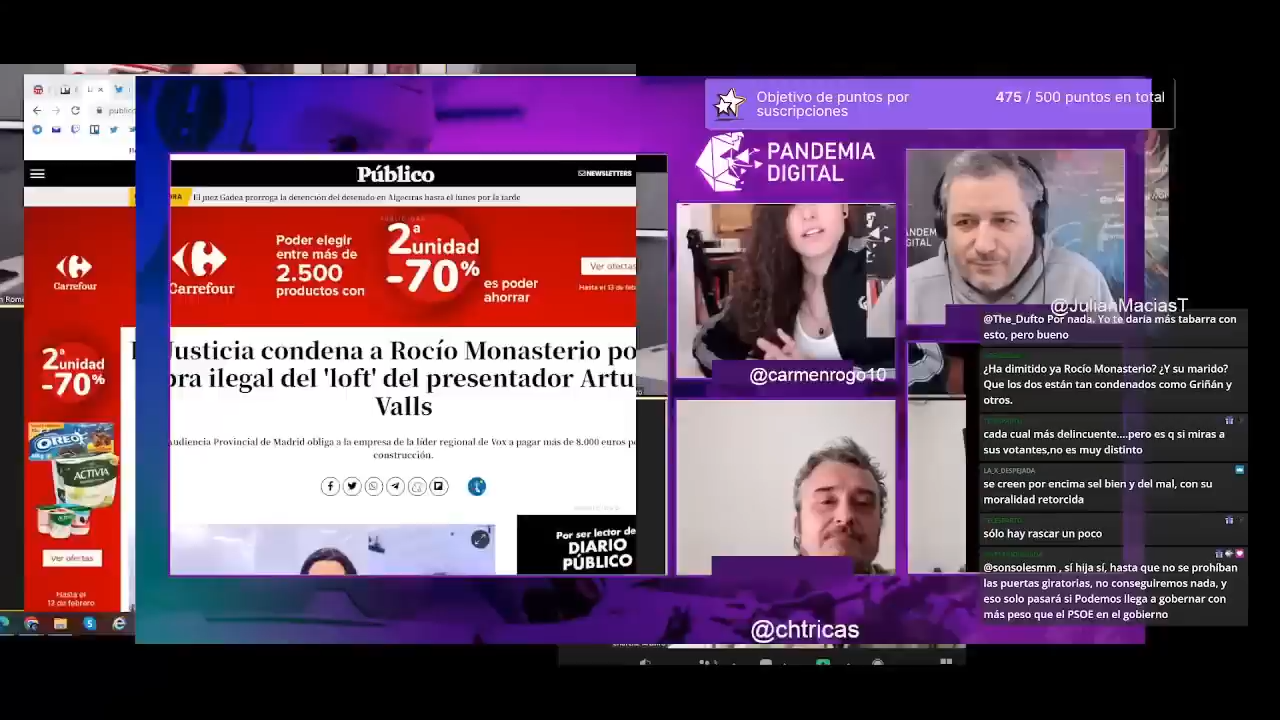 Objetivo de puntos por
suscripciones
475 / 500 puntos en total
PANDEMIA
DIGITAL
Público
NEWSLETTERS
El juez Gadea prorroga la detención del detenido en Algeciras hasta el lunes por la tarde
Carrefour
Poder elegir
entre más de
2.500
productos con
2ª
unidad
-70%
es poder
ahorrar
Ver ofertas
Carrefour
2ª
unidad
-70%
OREO
ACTIVIA
Ver ofertas
Hasta el
13 de febrero
Justicia condena a Rocío Monasterio po
ra ilegal del 'loft' del presentador Artu
Valls
Audiencia Provincial de Madrid obliga a la empresa de la líder regional de Vox a pagar más de 8.000 euros
construcción.
Por ser lector de
DIARIO
PÚBLICO
@carmenrogo10
@JulianMaciasT
@chtricas
@The_Dufto Por nada. Yo te daría más tabarra con
esto, pero bueno
¿Ha dimitido ya Rocío Monasterio? ¿Y su marido?
Que los dos están tan condenados como Griñán y
otros.
cada cual más delincuente....pero es q si miras a
sus votantes,no es muy distinto
LA_X_DESPEJADA
se creen por encima sel bien y del mal, con su
moralidad retorcida
sólo hay rascar un poco
@sonsolesmm , sí hija sí, hasta que no se prohíban
las puertas giratorias, no conseguiremos nada, y
eso solo pasará si Podemos llega a gobernar con
más peso que el PSOE en el gobierno